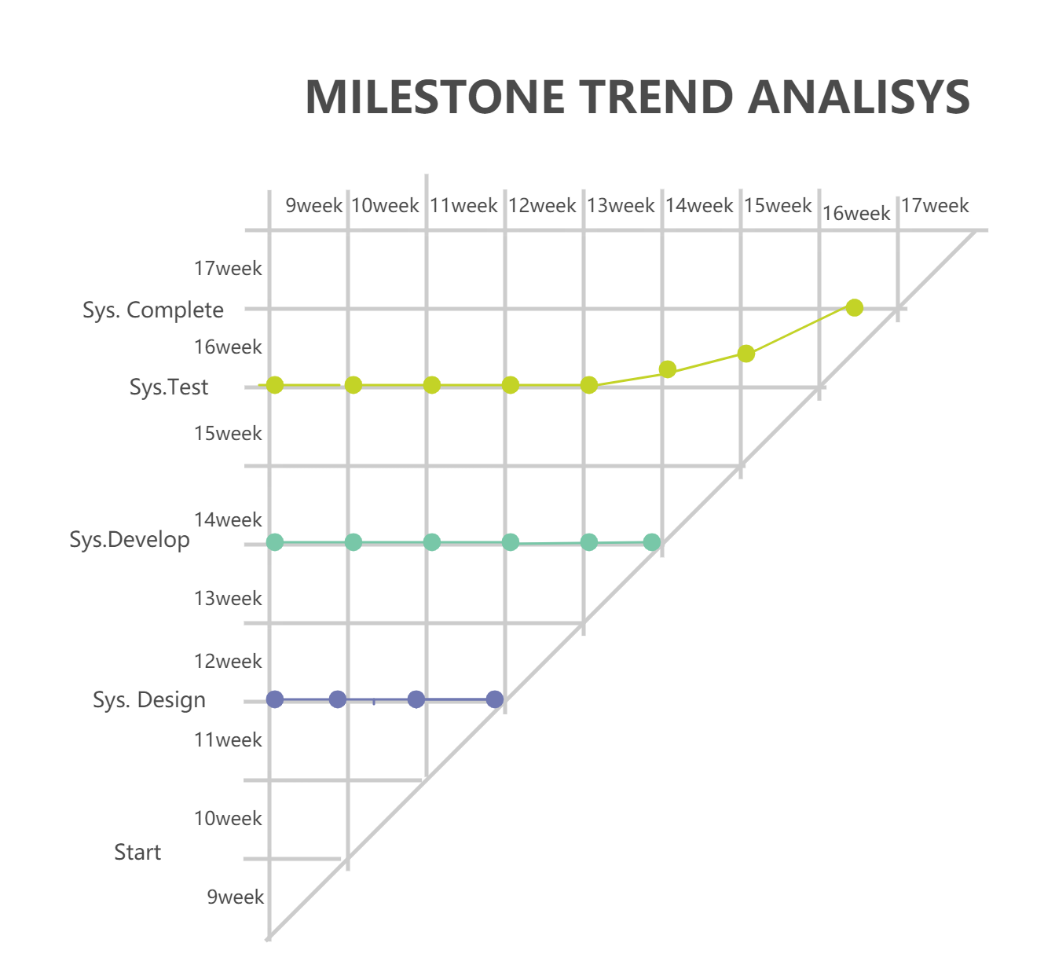 MILESTONE TREND ANALISYS
9week 10week 11week 12week 13week 14week 15week 16week 17week
17week
Sys. Complete
16week
Sys.Test
15week
14week
Sys.Develop
13week
12week
Sys. Design
11week
10week
Start
9week